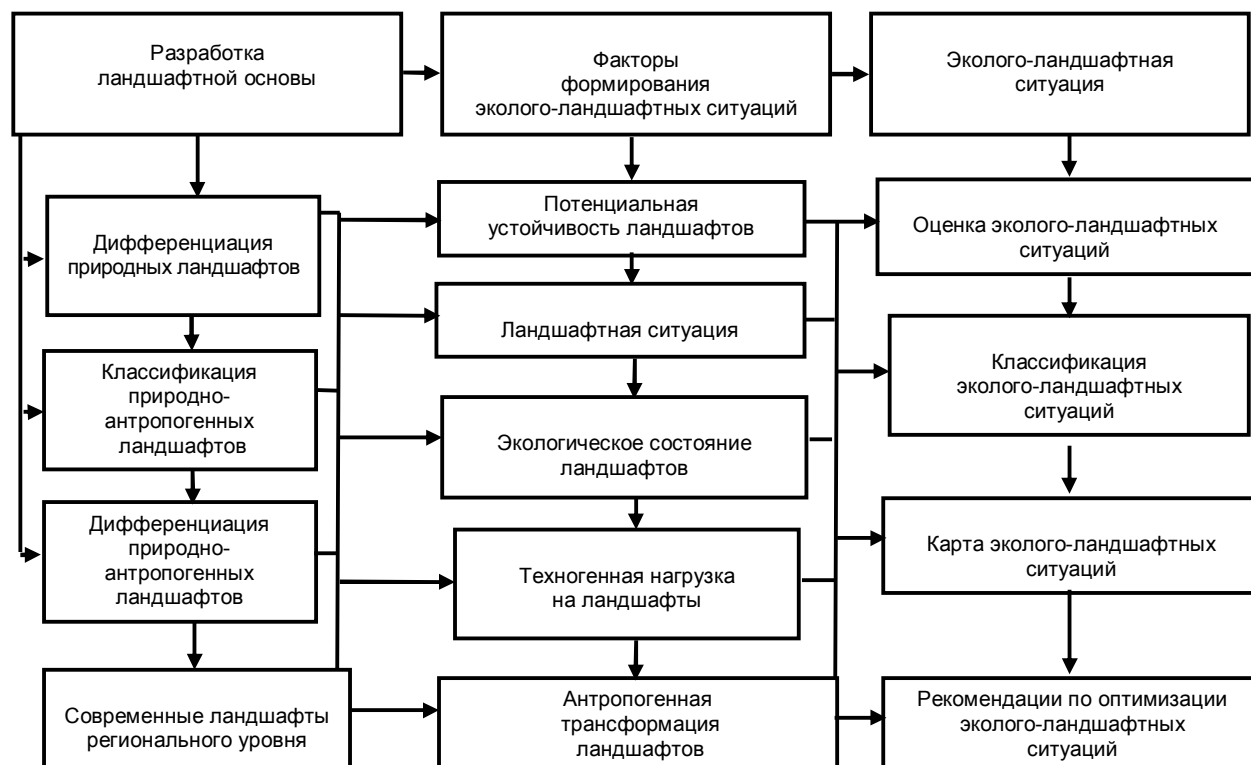 Разработка
ландшафтной основы
Факторы
формирования
эколого-ландшафтных ситуаций
Эколого-ландшафтная
ситуация
Дифференциация
природных ландшафтов
Потенциальная
устойчивость ландшафтов
Оценка эколого-ландшафтных
ситуаций
Ландшафтная ситуация
Классификация
природно-
антропогенных
ландшафтов
Классификация
эколого-ландшафтных
ситуаций
Экологическое состояние
ландшафтов
Дифференциация
природно-
антропогенных
ландшафтов
Техногенная нагрузка
на ландшафты
Карта эколого-ландшафтных
ситуаций
Современные ландшафты
регионального уровня
Антропогенная
трансформация
ландшафтов
Рекомендации по оптимизации
эколого-ландшафтных
ситуаций